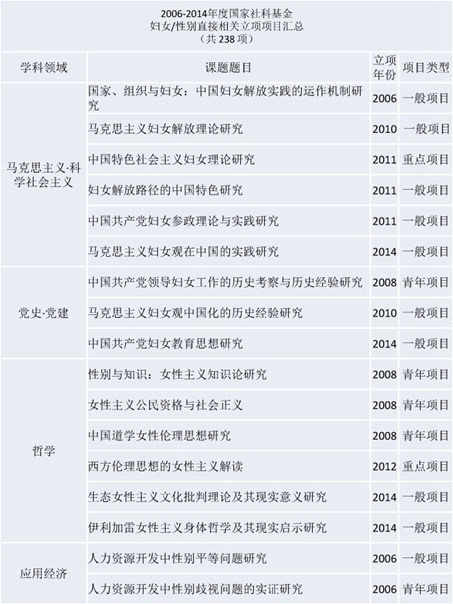 2006-2014年度国家社科基金
妇女/性别直接相关立项项目汇总
（共 238 项）
学科领域 课题题目 立项年份 项目类型
马克思主义·科学社会主义
国家、组织与妇女：中国妇女解放实践的运作机制研究 2006 一般项目
马克思主义妇女解放理论研究 2010 一般项目
中国特色社会主义妇女理论研究 2011 重点项目
妇女解放路径的中国特色研究 2011 一般项目
中国共产党妇女参政理论与实践研究 2011 一般项目
马克思主义妇女观在中国的实践研究 2014 一般项目
党史·党建
中国共产党领导妇女工作的历史考察与历史经验研究 2008 青年项目
马克思主义妇女观中国化的历史经验研究 2010 一般项目
中国共产党妇女教育思想研究 2014 一般项目
哲学
性别与知识：女性主义知识论研究 2008 青年项目
女性主义公民资格与社会正义 2008 青年项目
中国道学女性伦理思想研究 2008 青年项目
西方伦理思想的女性主义解读 2012 重点项目
生态女性主义文化批判理论及其现实意义研究 2014 一般项目
伊利加雷女性主义身体哲学及其现实启示研究 2014 一般项目
应用经济
人力资源开发中性别平等问题研究 2006 一般项目
人力资源开发中性别歧视问题的实证研究 2006 青年项目